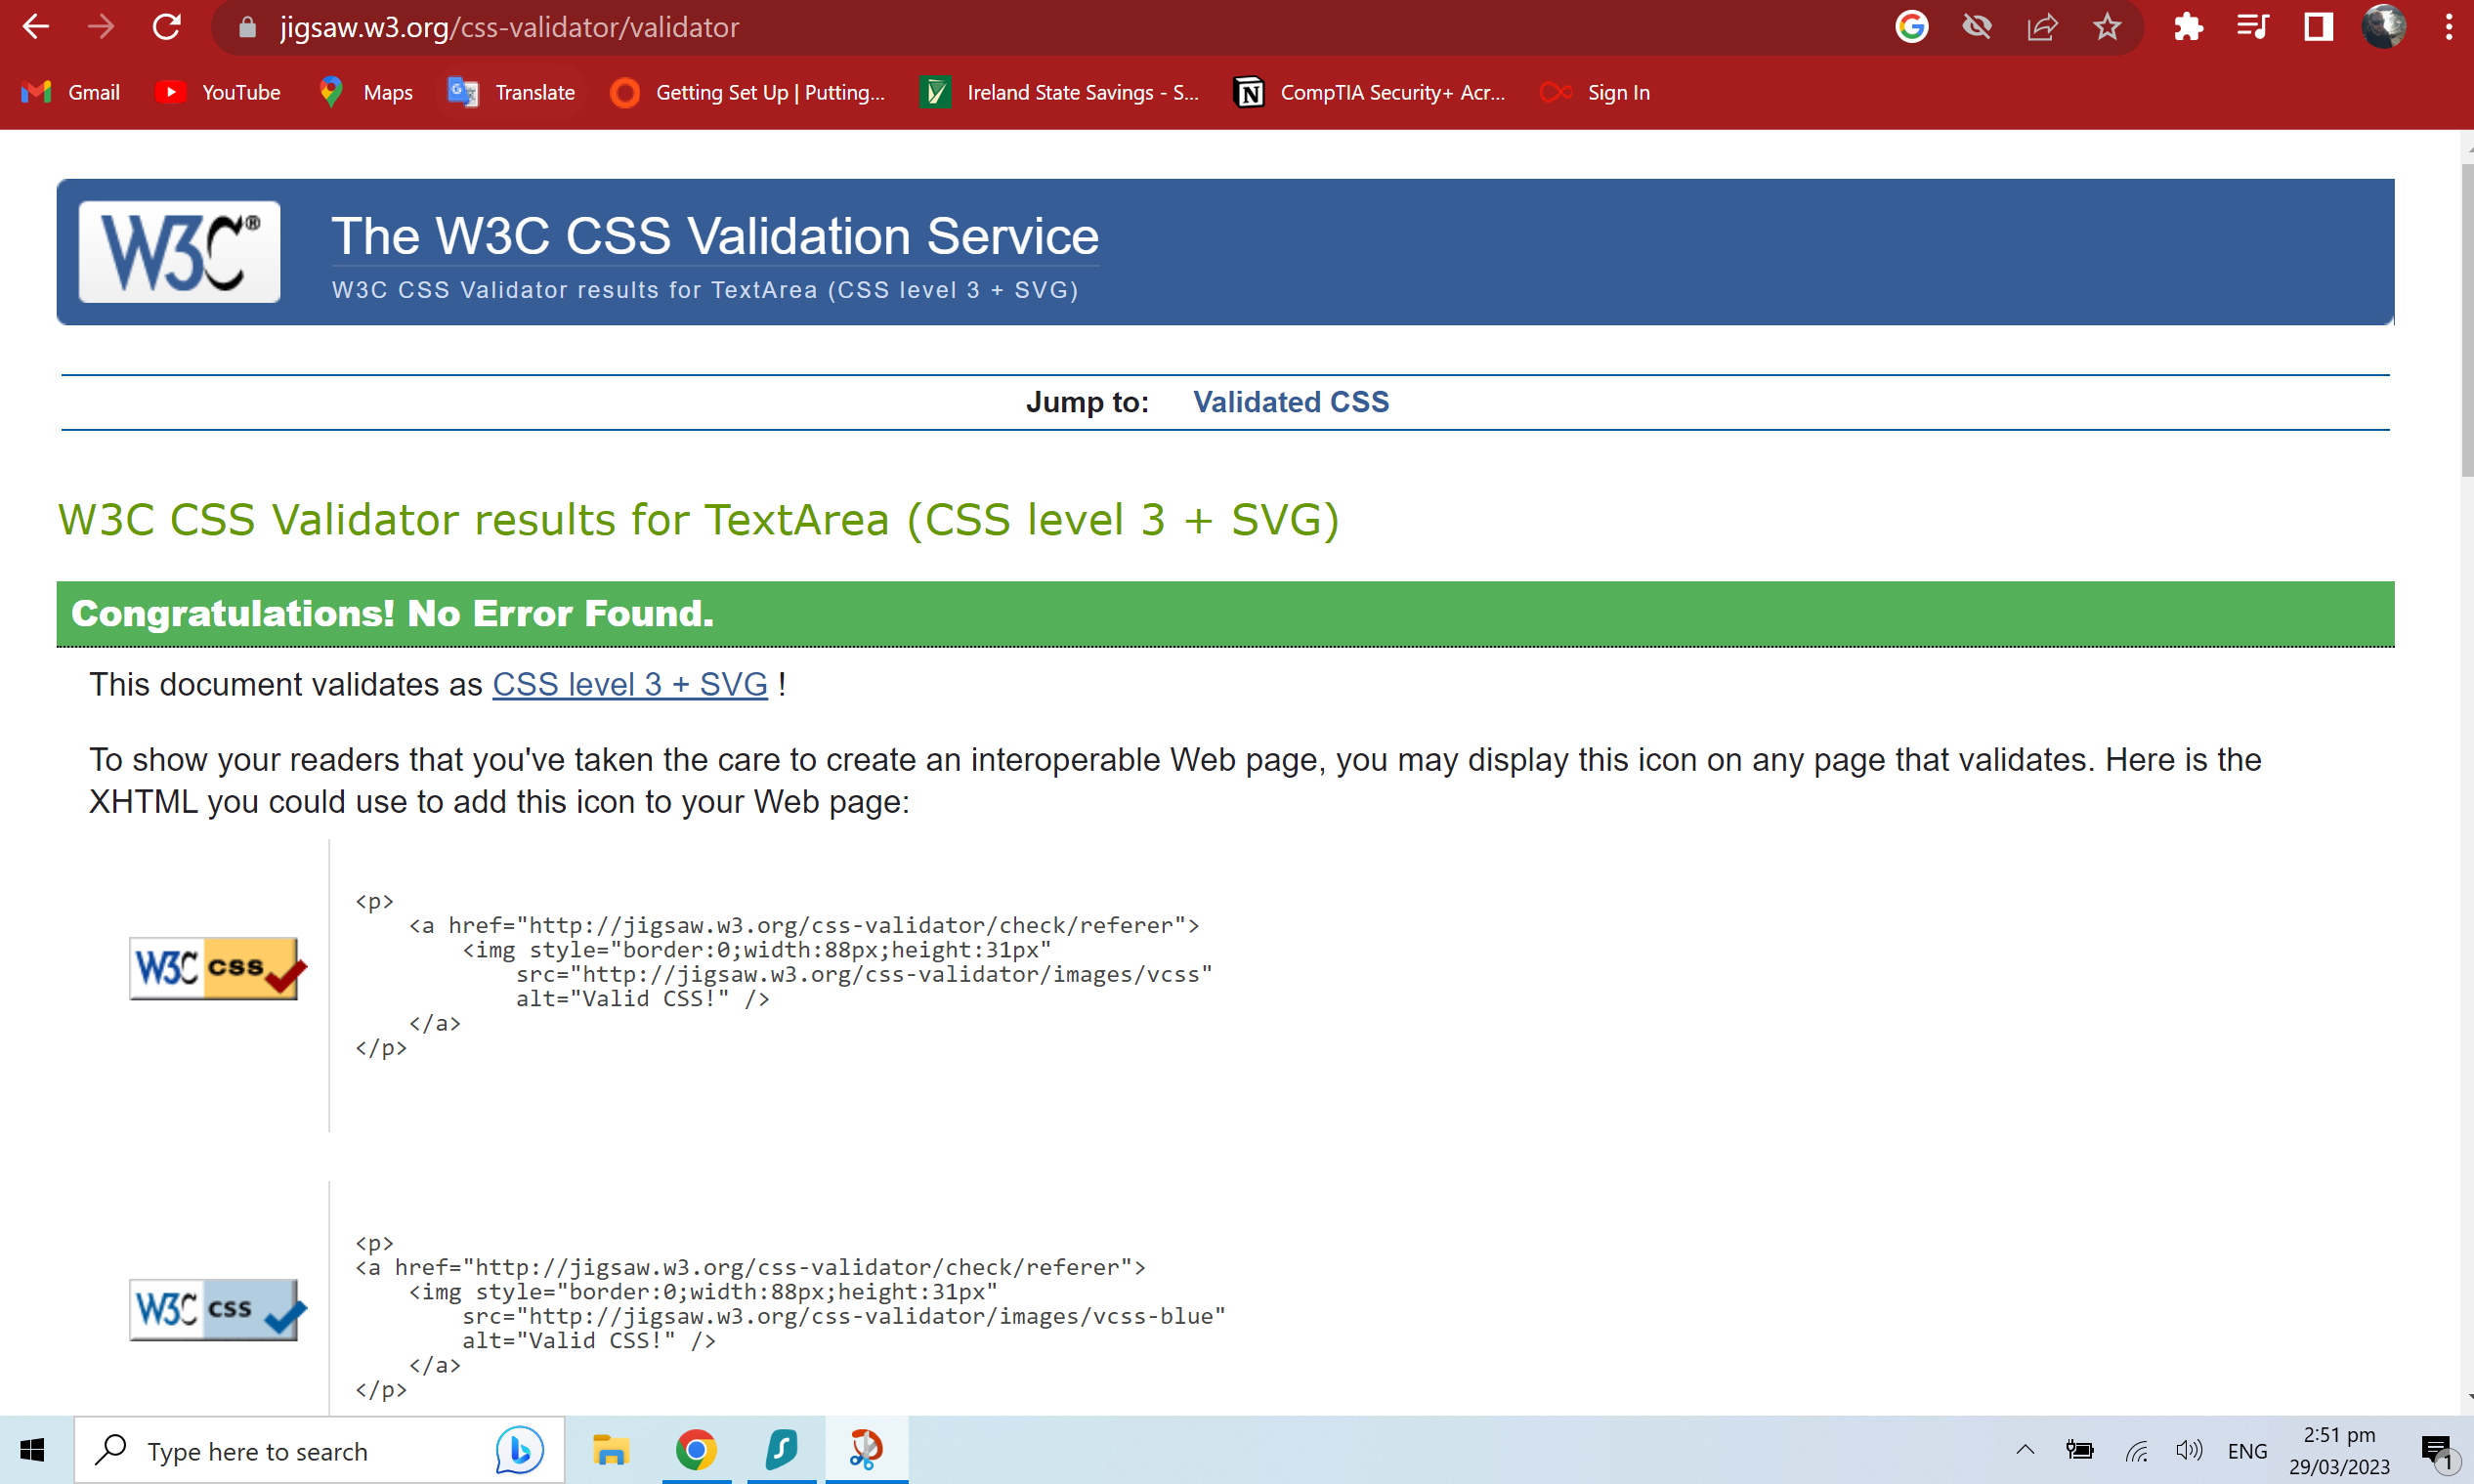 jigsaw.w3.org/css-validator/validator
Gmail YouTube Maps Translate Getting Set Up | Putting... Ireland State Savings - S... CompTIA Security+ Acr... Sign In
W3C®
The W3C CSS Validation Service
W3C CSS Validator results for TextArea (CSS level 3 + SVG)
Jump to: Validated CSS
W3C CSS Validator results for TextArea (CSS level 3 + SVG)
Congratulations! No Error Found.
This document validates as CSS level 3 + SVG !
To show your readers that you've taken the care to create an interoperable Web page, you may display this icon on any page that validates. Here is the
XHTML you could use to add this icon to your Web page:
W3C css
<p>
<a href="http://jigsaw.w3.org/css-validator/check/referer">
<img style="border:0;width:88px;height:31px"
src="http://jigsaw.w3.org/css-validator/images/vcss"
alt="Valid CSS!" />
</a>
</p>
W3C css
<p>
<a href="http://jigsaw.w3.org/css-validator/check/referer">
<img style="border:0;width:88px;height:31px"
src="http://jigsaw.w3.org/css-validator/images/vcss-blue"
alt="Valid CSS!" />
</a>
</p>
Type here to search
ENG
2:51 pm
29/03/2023
1